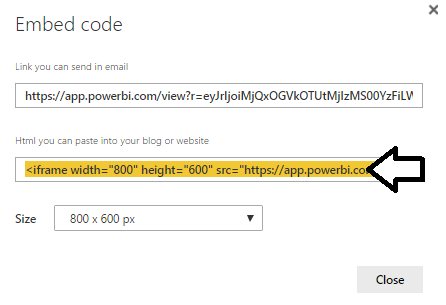 Embed code
Link you can send in email
https://app.powerbi.com/view?r=eyJrIjoiMjQxOGVkOTUtMjIzMS00YzFiLW
Html you can paste into your blog or website
<iframe width="800" height="600" src="https://app.powerbi.co
Size
800 x 600 px
Close